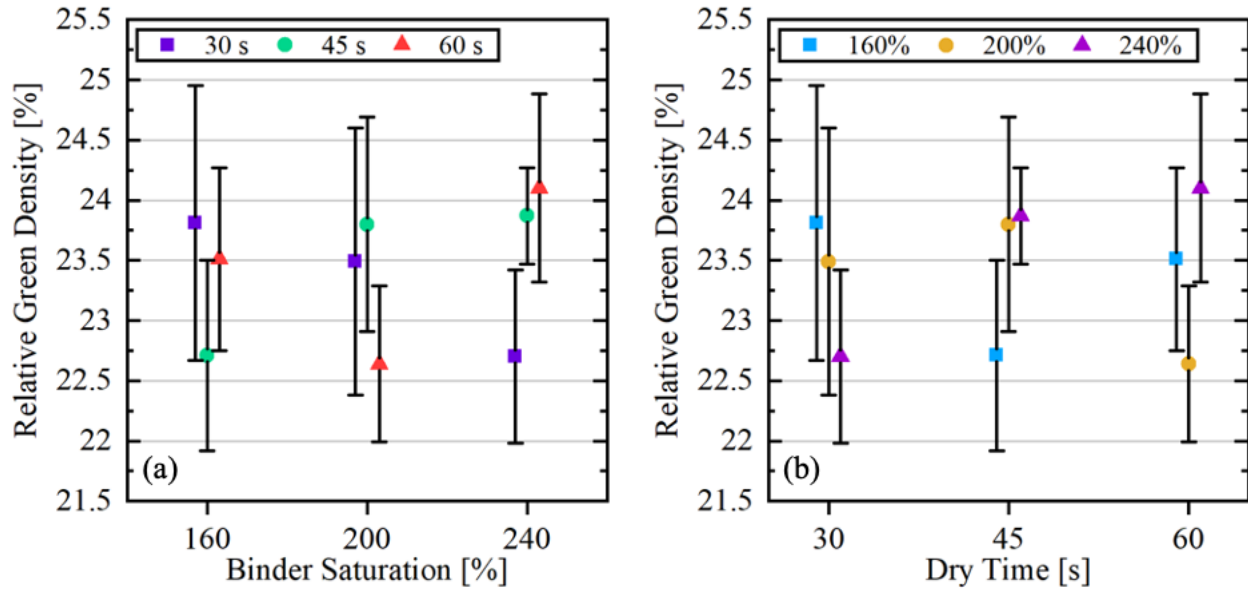 30 s 45 s 60 s
25.5
25
24.5
24
23.5
23
22.5
22
21.5
Relative Green Density [%]
(a)
160 200 240
Binder Saturation [%]
160% 200% 240%
25.5
25
24.5
24
23.5
23
22.5
22
21.5
Relative Green Density [%]
(b)
30 45 60
Dry Time [s]